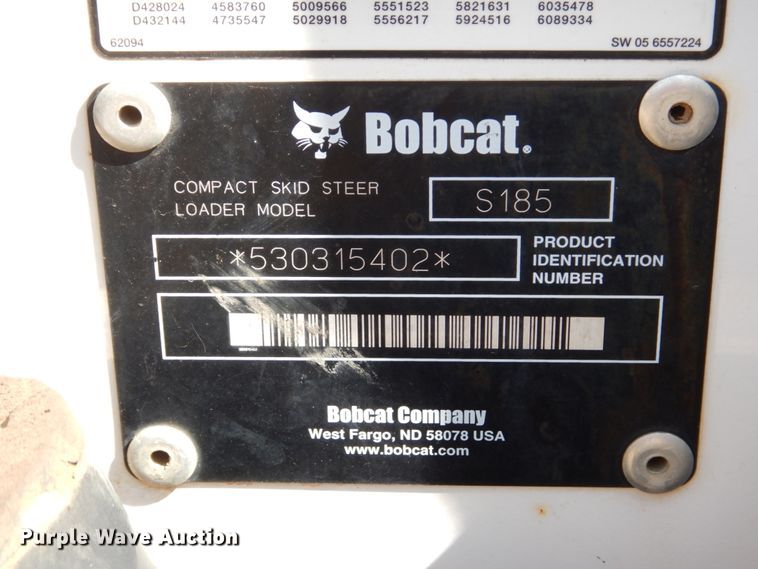 D428024 4583760 5009566 5551523 5821631 6035478
D432144 4735547 5029918 5556217 5924516 6089334
62094 SW 05 6557224
Bobcat®
COMPACT SKID STEER
LOADER MODEL
S185
*530315402*
PRODUCT
IDENTIFICATION
NUMBER
Bobcat Company
West Fargo, ND 58078 USA
www.bobcat.com
Purple Wave Auction